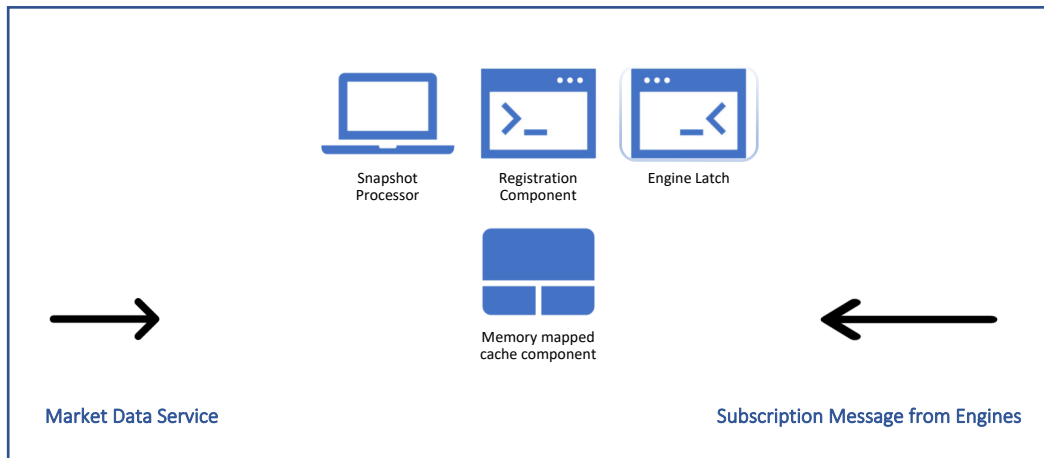 Snapshot
Processor
Registration
Component
Engine Latch
Memory mapped
cache component
Market Data Service
Subscription Message from Engines